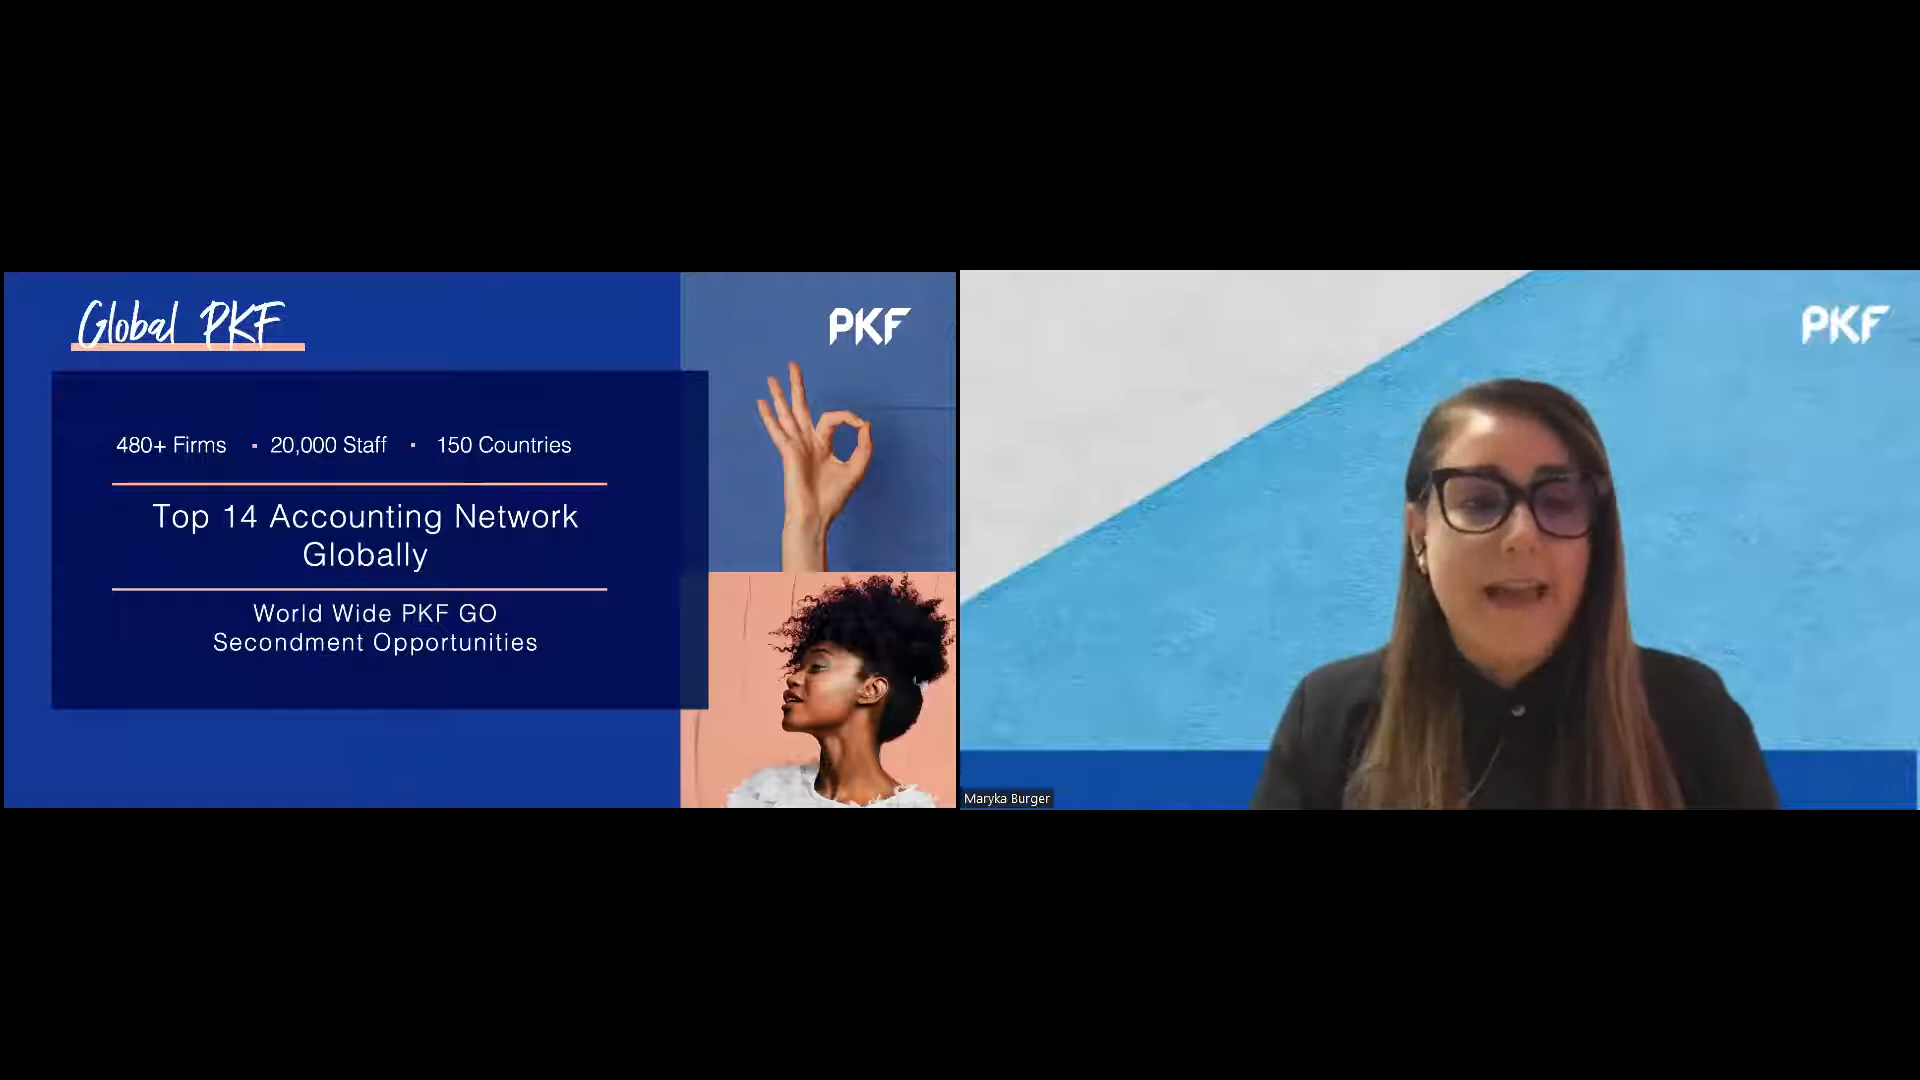 Global PKF
PKF
480+ Firms ▪ 20,000 Staff ▪ 150 Countries
Top 14 Accounting Network
Globally
World Wide PKF GO
Secondment Opportunities
PKF
Maryka Burger